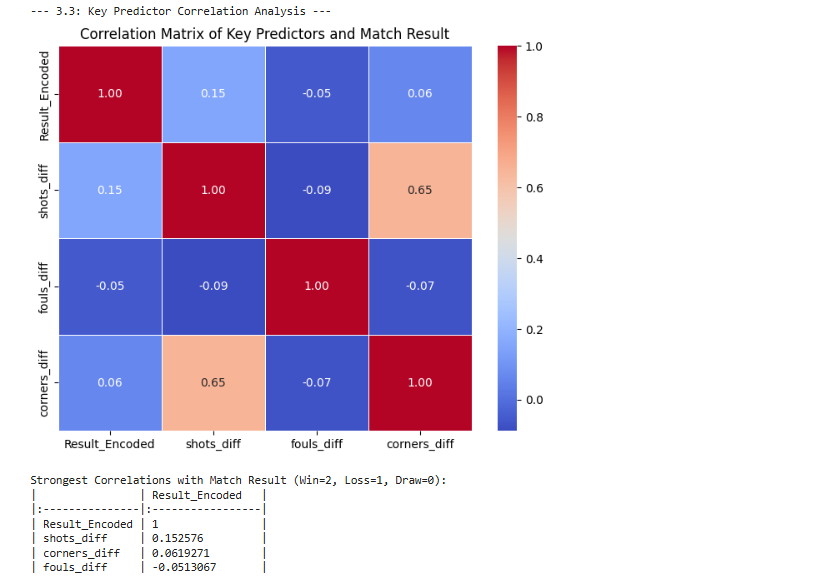 --- 3.3: Key Predictor Correlation Analysis ---
Correlation Matrix of Key Predictors and Match Result
Result_Encoded
1.00
0.15
-0.05
0.06
shots_diff
0.15
1.00
-0.09
0.65
fouls_diff
-0.05
-0.09
1.00
-0.07
corners_diff
0.06
0.65
-0.07
1.00
Result_Encoded
shots_diff
fouls_diff
corners_diff
1.0
0.8
0.6
0.4
0.2
0.0
Strongest Correlations with Match Result (Win=2, Loss=1, Draw=0):
| | Result_Encoded |
|:---------------|:-----------------|
| Result_Encoded | 1 |
| shots_diff | 0.152576 |
| corners_diff | 0.0619271 |
| fouls_diff | -0.0513067 |